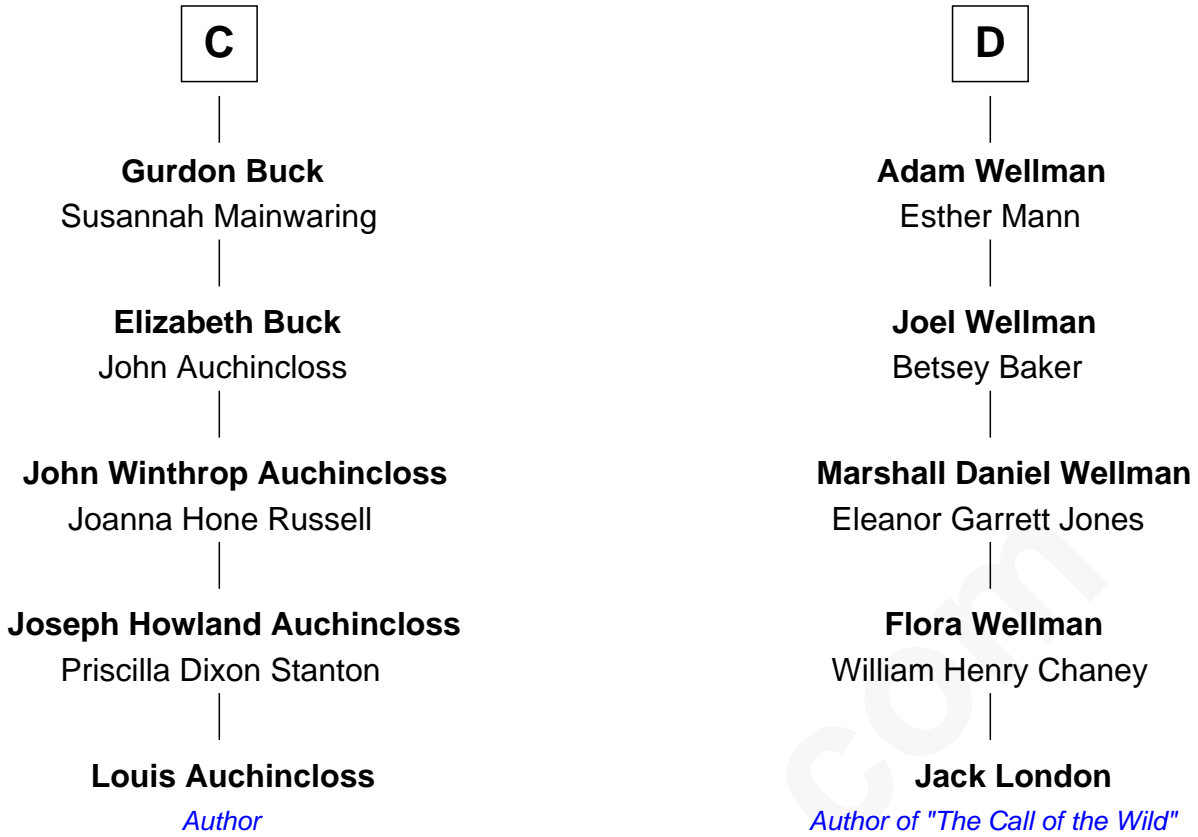 C
Gurdon Buck
Susannah Mainwaring
Elizabeth Buck
John Auchincloss
John Winthrop Auchincloss
Joanna Hone Russell
Joseph Howland Auchincloss
Priscilla Dixon Stanton
Louis Auchincloss
Author
D
Adam Wellman
Esther Mann
Joel Wellman
Betsey Baker
Marshall Daniel Wellman
Eleanor Garrett Jones
Flora Wellman
William Henry Chaney
Jack London
Author of "The Call of the Wild"
com